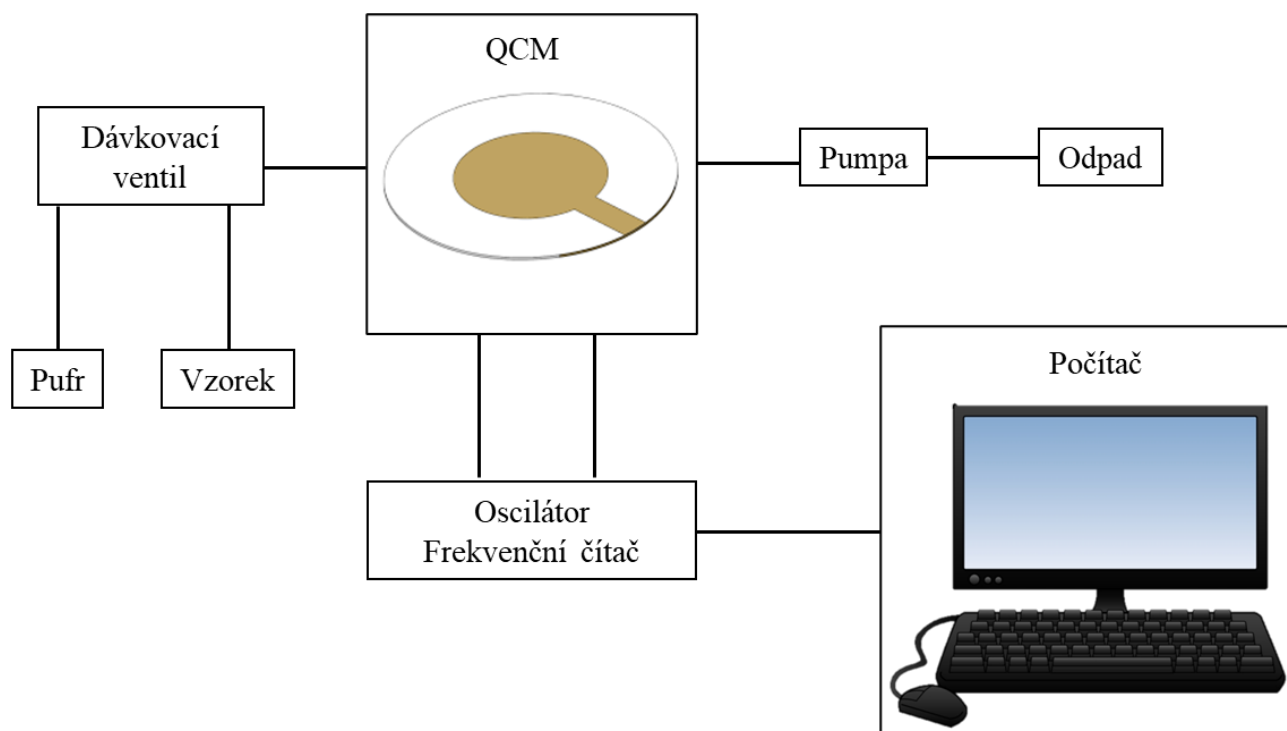 QCM
Dávkovací
ventil
Pumpa
Odpad
Pufr
Vzorek
Počítač
Oscilátor
Frekvenční čítač